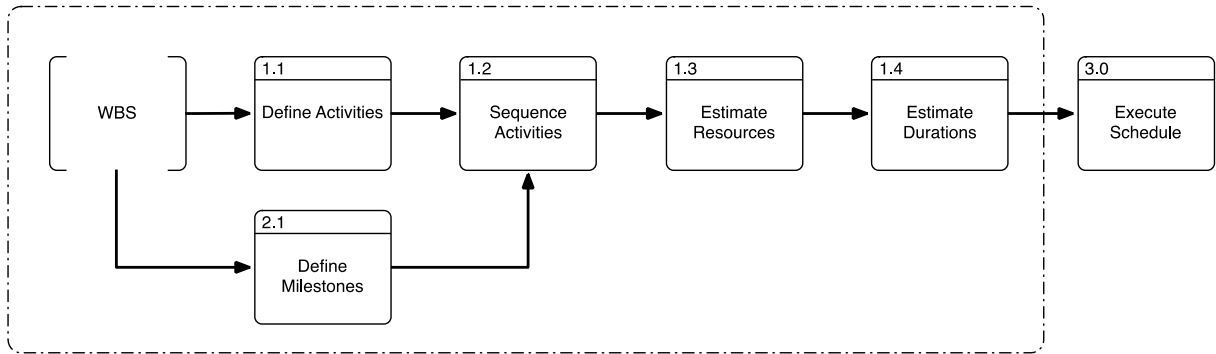 WBS
1.1
Define Activities
1.2
Sequence
Activities
1.3
Estimate
Resources
1.4
Estimate
Durations
3.0
Execute
Schedule
2.1
Define
Milestones